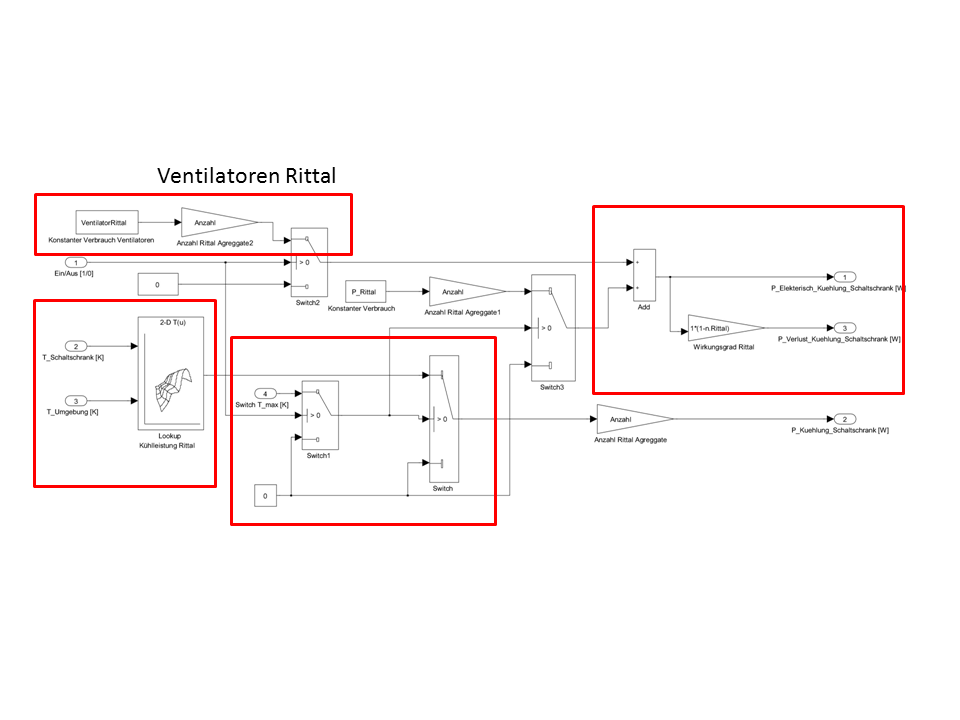 Ventilatoren Rittal
VentilatorRittal
Konstanter Verbrauch Ventilatoren
Anzahl
Anzahl Rittal Agreggate2
1
Ein/Aus [1/0]
0
> 0
Switch2
P_Rittal
Konstanter Verbrauch
Anzahl
Anzahl Rittal Agreggate1
> 0
Switch3
+
+
Add
1
P_Elekterisch_Kuehlung_Schaltschrank [W]
1*(1-n.Rittal)
Wirkungsgrad Rittal
3
P_Verlust_Kuehlung_Schaltschrank [W]
2-D T(u)
2
T_Schaltschrank [K]
3
T_Umgebung [K]
Lookup
Kühlleistung Rittal
4
Switch T_max [K]
> 0
Switch1
> 0
Switch
0
Anzahl
Anzahl Rittal Agreggate
2
P_Kuehlung_Schaltschrank [W]